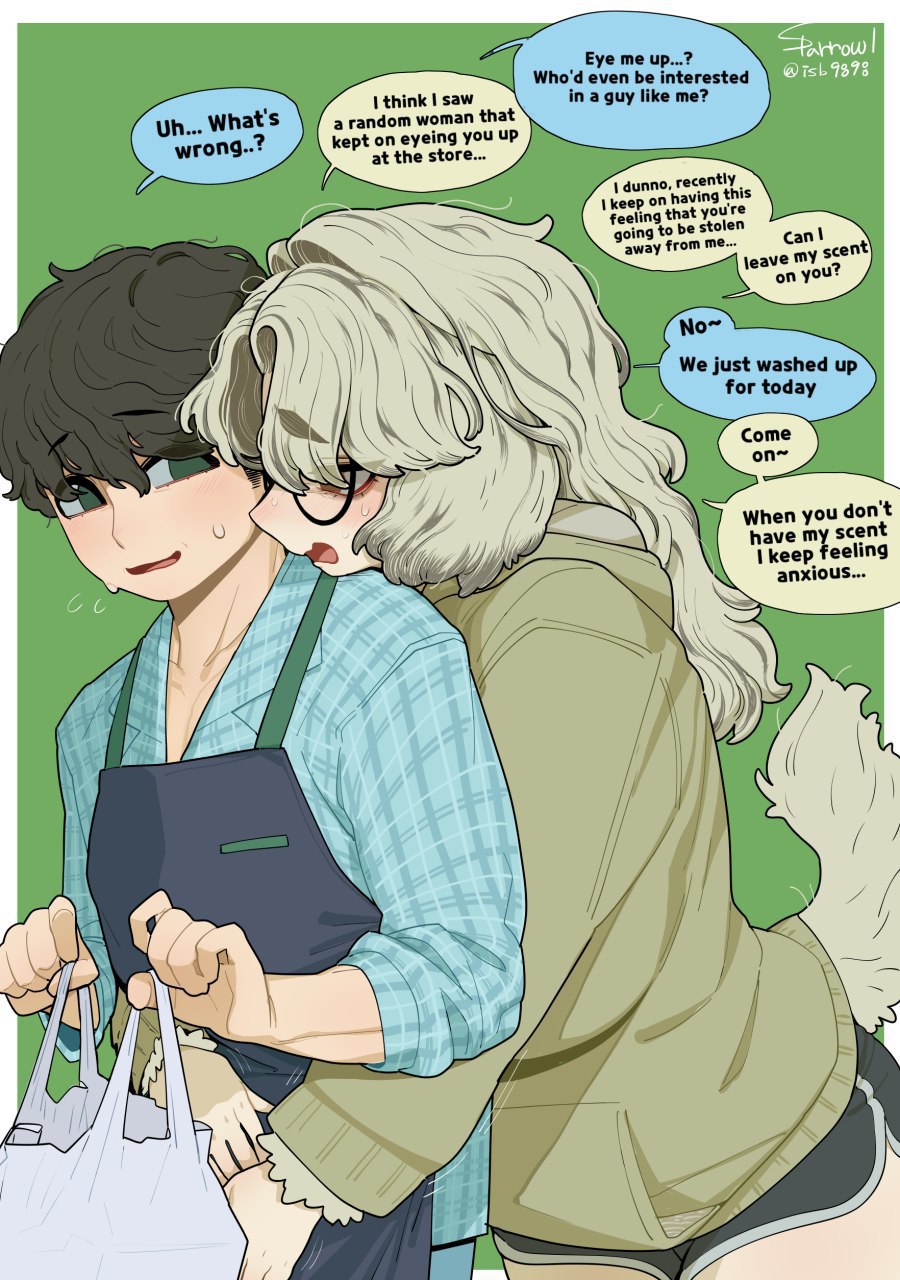 Uh... What's
wrong..?
I think I saw
a random woman that
kept on eyeing you up
at the store...
Eye me up...?
Who'd even be interested
in a guy like me?
I dunno, recently
I keep on having this
feeling that you're
going to be stolen
away from me...
Can I
leave my scent
on you?
No~
We just washed up
for today
Come
on~
When you don't
have my scent
I keep feeling
anxious...